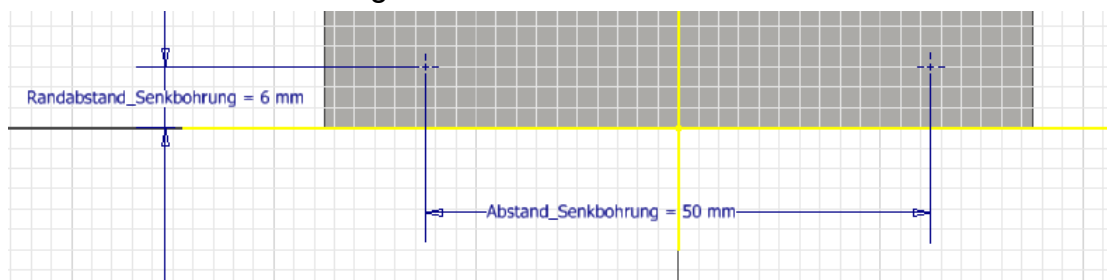 Randabstand_Senkbohrung = 6 mm
Abstand_Senkbohrung = 50 mm